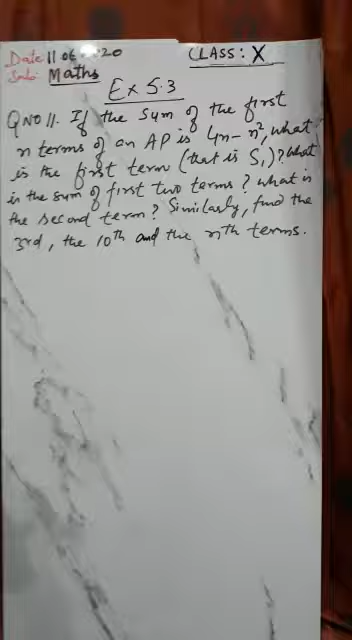 Date 11 06 2020
CLASS: X
Sub: Maths
Ex 5.3
Q NO 11. If the sum of the first
n terms of an AP is 4n - n², what
is the first term (that is S₁)? what
is the sum of first two terms? what is
the second term? Similarly, find the
3rd, the 10th and the nth terms.